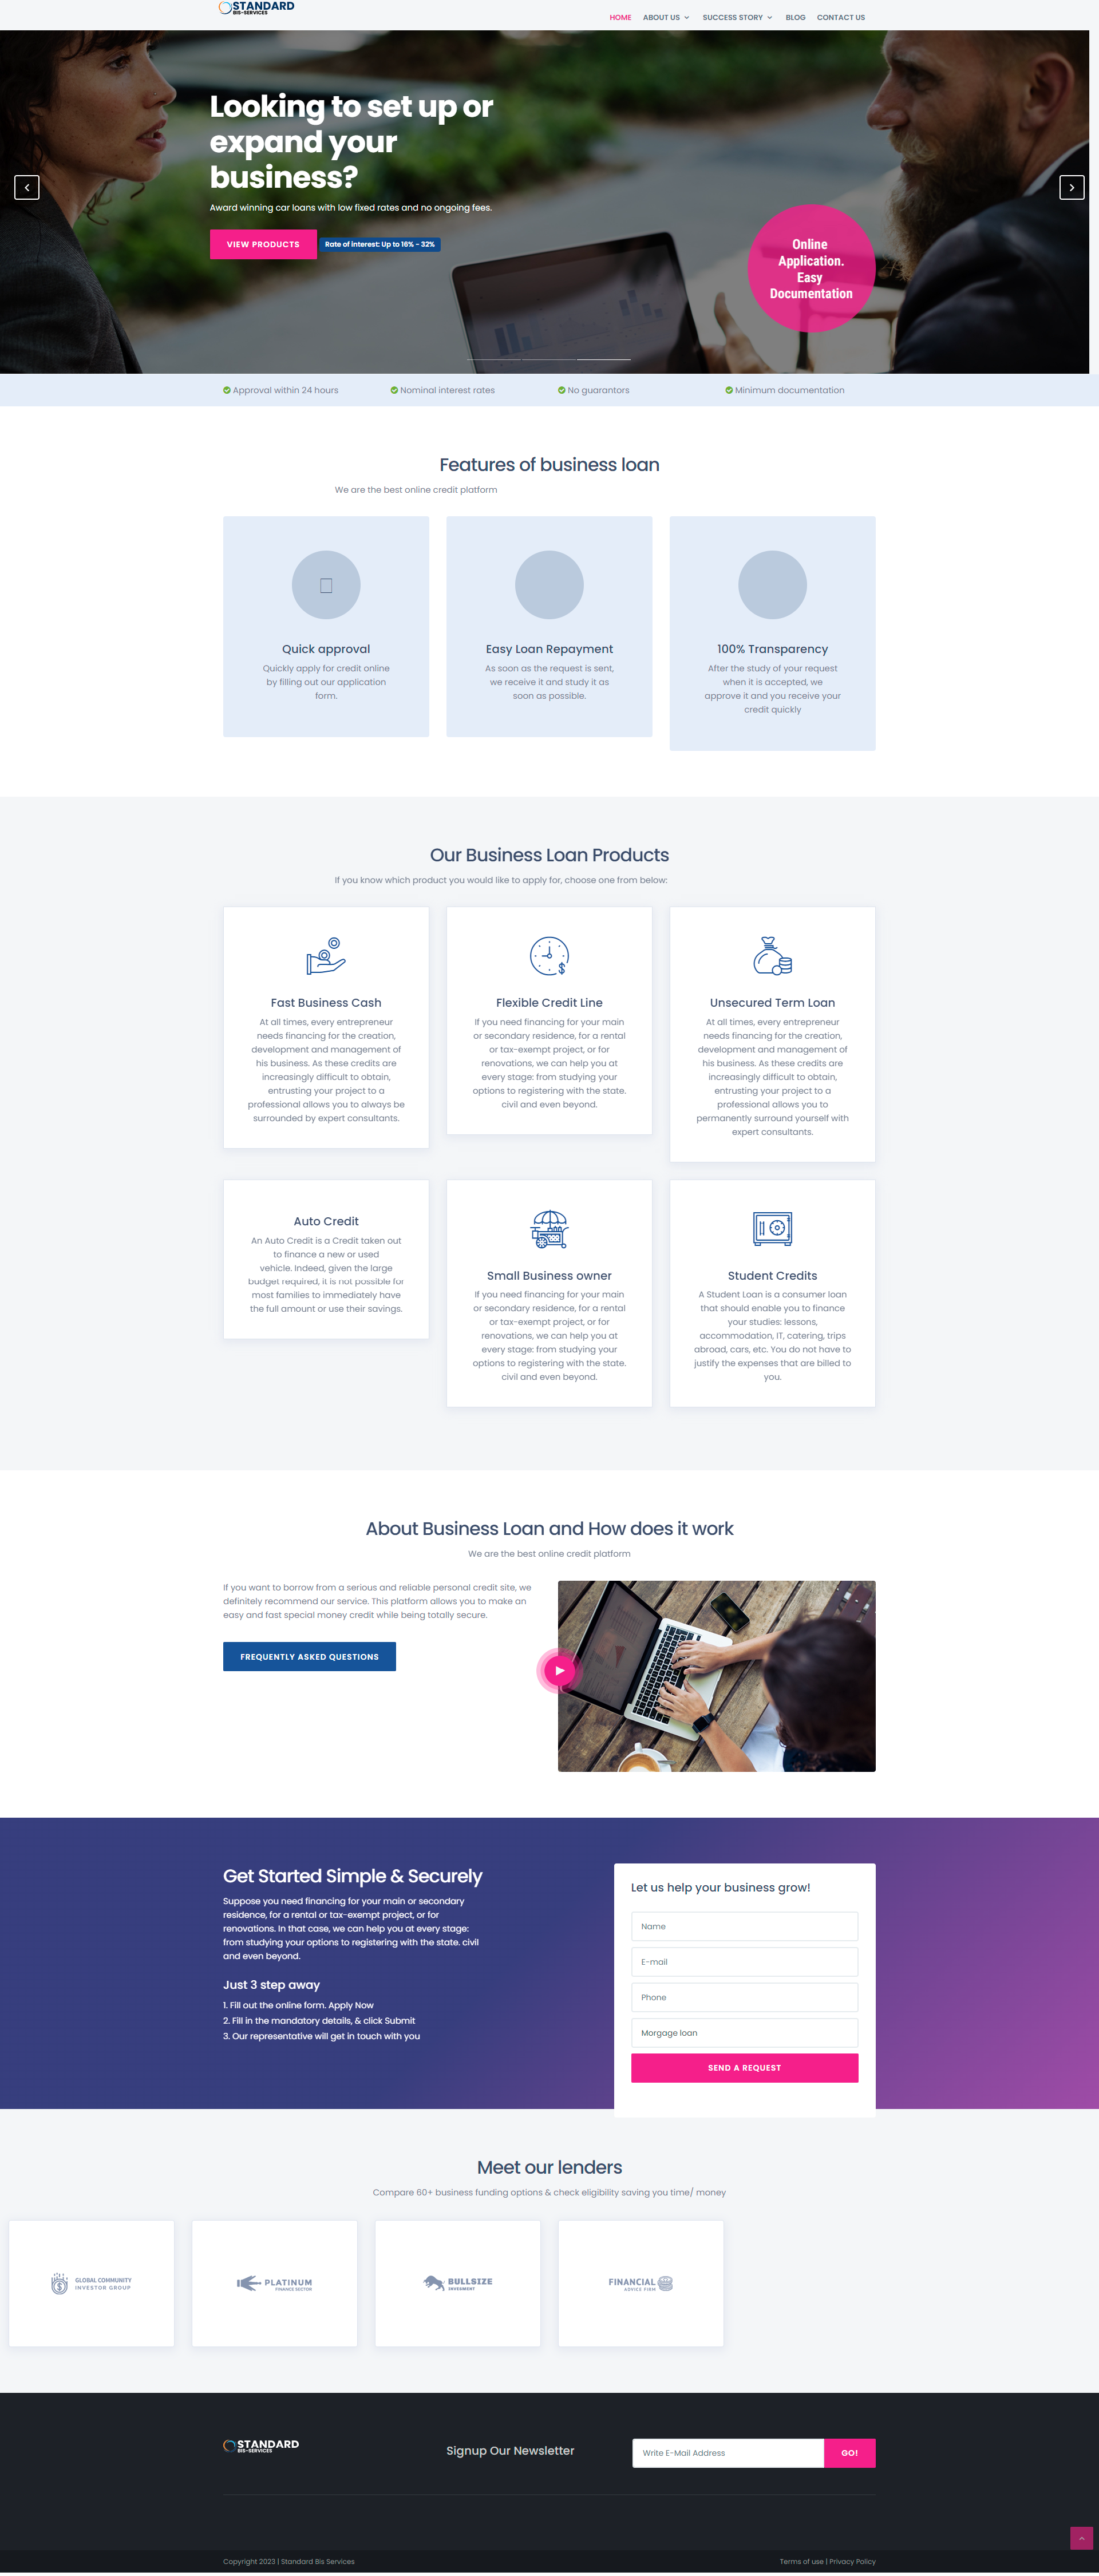 STANDARD
BIS-SERVICES
HOME
ABOUT US
SUCCESS STORY
BLOG
CONTACT US
Looking to set up or
expand your
business?
Award winning car loans with low fixed rates and no ongoing fees.
VIEW PRODUCTS
Rate of interest: Up to 16% - 32%
Online
Application.
Easy
Documentation
Approval within 24 hours
Nominal interest rates
No guarantors
Minimum documentation
Features of business loan
We are the best online credit platform
Quick approval
Quickly apply for credit online
by filling out our application
form.
Easy Loan Repayment
As soon as the request is sent,
we receive it and study it as
soon as possible.
100% Transparency
After the study of your request
when it is accepted, we
approve it and you receive your
credit quickly
Our Business Loan Products
If you know which product you would like to apply for, choose one from below:
Fast Business Cash
At all times, every entrepreneur
needs financing for the creation,
development and management of
his business. As these credits are
increasingly difficult to obtain,
entrusting your project to a
professional allows you to always be
surrounded by expert consultants.
Flexible Credit Line
If you need financing for your main
or secondary residence, for a rental
or tax-exempt project, or for
renovations, we can help you at
every stage: from studying your
options to registering with the state.
civil and even beyond.
Unsecured Term Loan
At all times, every entrepreneur
needs financing for the creation,
development and management of
his business. As these credits are
increasingly difficult to obtain,
entrusting your project to a
professional allows you to
permanently surround yourself with
expert consultants.
Auto Credit
An Auto Credit is a Credit taken out
to finance a new or used
vehicle. Indeed, given the large
budget required, it is not possible for
most families to immediately have
the full amount or use their savings.
Small Business owner
If you need financing for your main
or secondary residence, for a rental
or tax-exempt project, or for
renovations, we can help you at
every stage: from studying your
options to registering with the state.
civil and even beyond.
Student Credits
A Student Loan is a consumer loan
that should enable you to finance
your studies: lessons,
accommodation, IT, catering, trips
abroad, cars, etc. You do not have to
justify the expenses that are billed to
you.
About Business Loan and How does it work
We are the best online credit platform
If you want to borrow from a serious and reliable personal credit site, we
definitely recommend our service. This platform allows you to make an
easy and fast special money credit while being totally secure.
FREQUENTLY ASKED QUESTIONS
Get Started Simple & Securely
Suppose you need financing for your main or secondary
residence, for a rental or tax-exempt project, or for
renovations. In that case, we can help you at every stage:
from studying your options to registering with the state. civil
and even beyond.
Just 3 step away
1. Fill out the online form. Apply Now
2. Fill in the mandatory details, & click Submit
3. Our representative will get in touch with you
Let us help your business grow!
Name
E-mail
Phone
Morgage loan
SEND A REQUEST
Meet our lenders
Compare 60+ business funding options & check eligibility saving you time/ money
GLOBAL COMMUNITY
INVESTOR GROUP
PLATINUM
FINANCE SECTOR
BULLSIZE
INVESMENT
FINANCIAL
ADVICE FIRM
STANDARD
BIS-SERVICES
Signup Our Newsletter
Write E-Mail Address
GO!
Copyright 2023 | Standard Bis Services
Terms of use | Privacy Policy